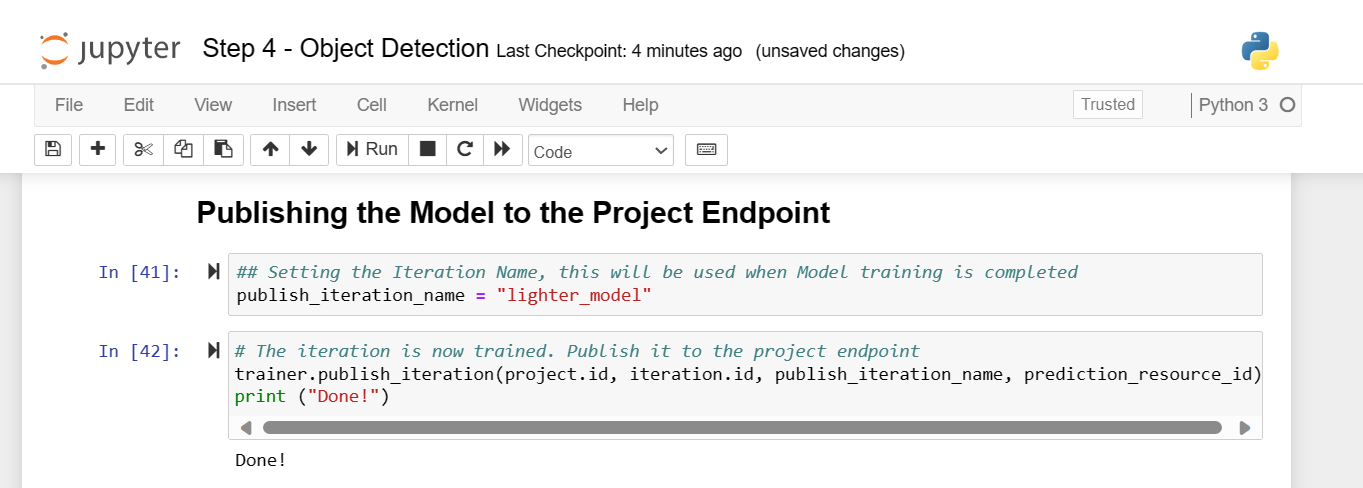 jupyter Step 4 - Object Detection Last Checkpoint: 4 minutes ago (unsaved changes)
File Edit View Insert Cell Kernel Widgets Help Trusted Python 3
Run Code
Publishing the Model to the Project Endpoint
In [41]: ## Setting the Iteration Name, this will be used when Model training is completed
publish_iteration_name = "lighter_model"
In [42]: # The iteration is now trained. Publish it to the project endpoint
trainer.publish_iteration(project.id, iteration.id, publish_iteration_name, prediction_resource_id)
print ("Done!")
Done!